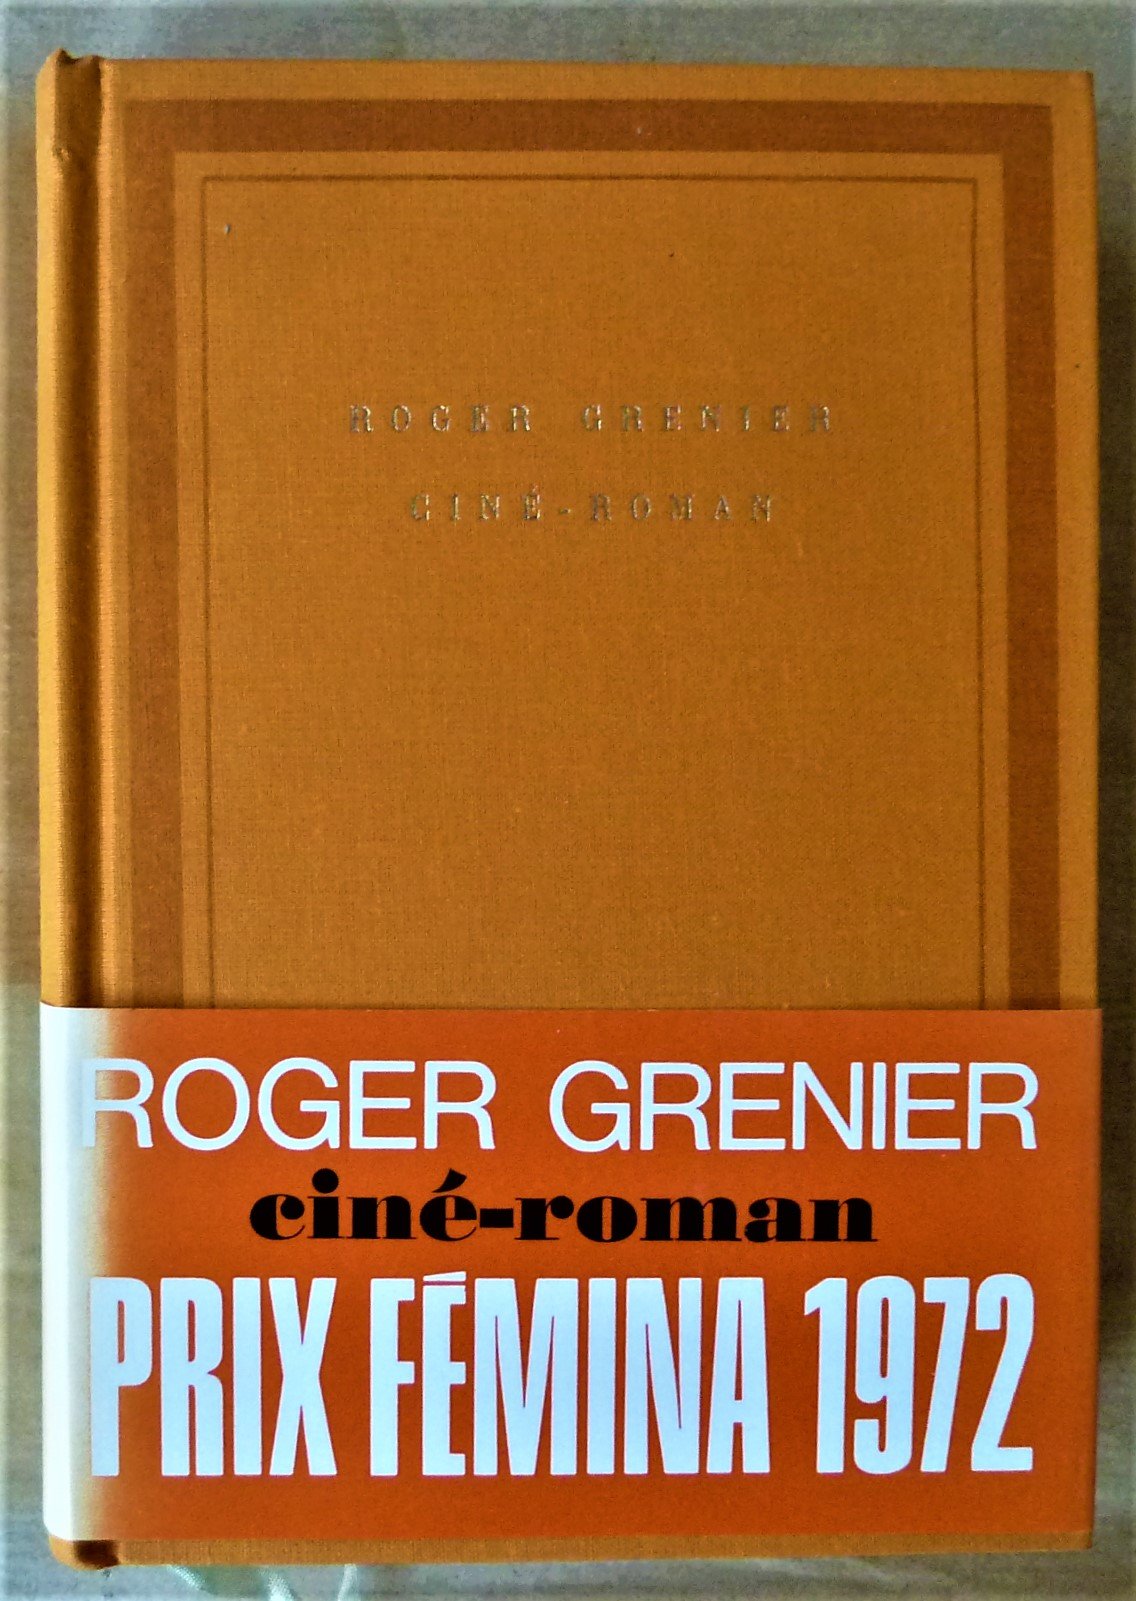 ROGER GRENIER
CINÉ-ROMAN
ROGER GRENIER
ciné-roman
PRIX FÉMINA 1972